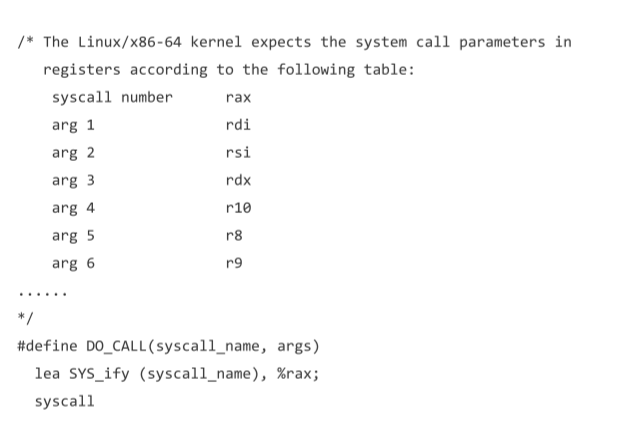 /* The Linux/x86-64 kernel expects the system call parameters in
registers according to the following table:
syscall number rax
arg 1 rdi
arg 2 rsi
arg 3 rdx
arg 4 r10
arg 5 r8
arg 6 r9
......
*/
#define DO_CALL(syscall_name, args)
lea SYS_ify (syscall_name), %rax;
syscall